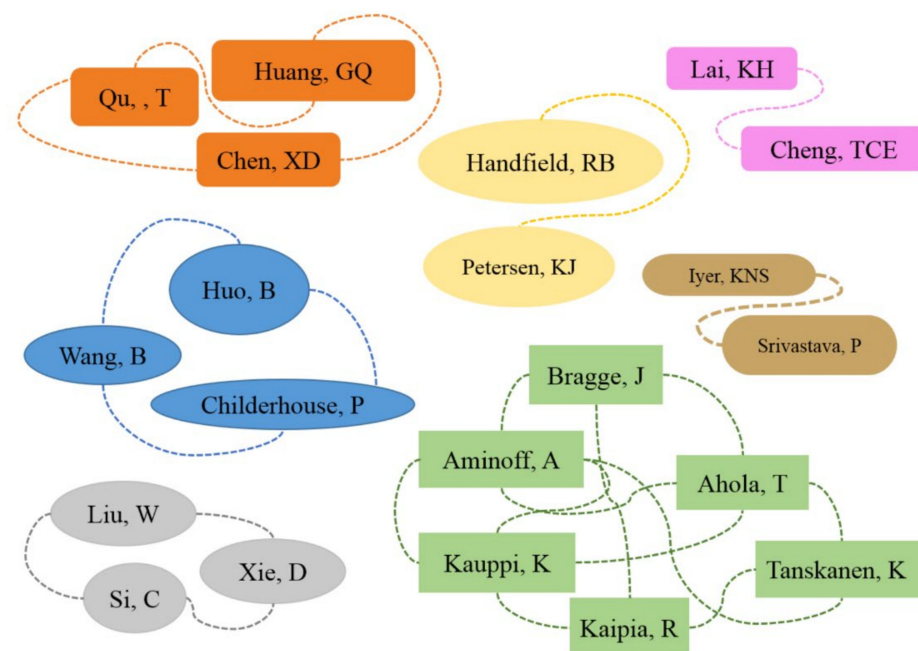 Huang, GQ
Qu, , T
Chen, XD
Handfield, RB
Petersen, KJ
Lai, KH
Cheng, TCE
Huo, B
Wang, B
Childerhouse, P
Iyer, KNS
Srivastava, P
Bragge, J
Aminoff, A
Ahola, T
Kauppi, K
Tanskanen, K
Kaipia, R
Liu, W
Xie, D
Si, C